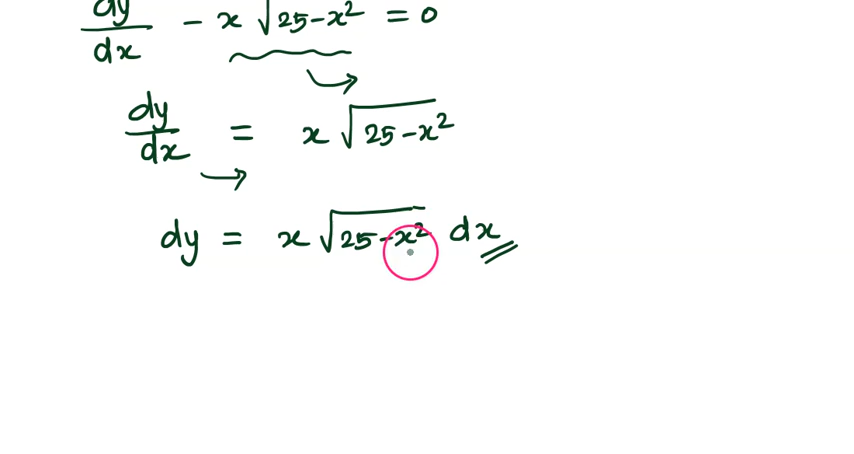 dy/dx - x √(25-x²) = 0
dy/dx = x √(25-x²)
dy = x √(25-x²) dx